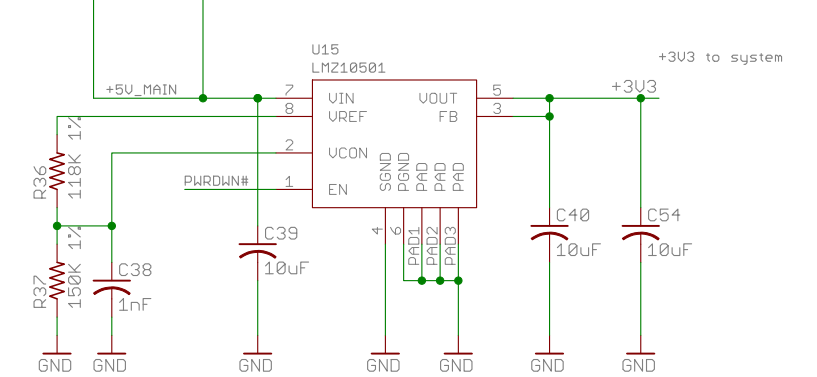 U15
LMZ10501
+3V3 to system
+5V_MAIN
7
VIN
VOUT
5
+3V3
8
VREF
FB
3
2
VCON
PWRDWN#
1
EN
SGND
PGND
PAD
PAD
PAD
4
6
PAD1
PAD2
PAD3
R36
118K 1%
R37
150K 1%
C38
1nF
C39
10uF
C40
10uF
C54
10uF
GND
GND
GND
GND
GND
GND
GND